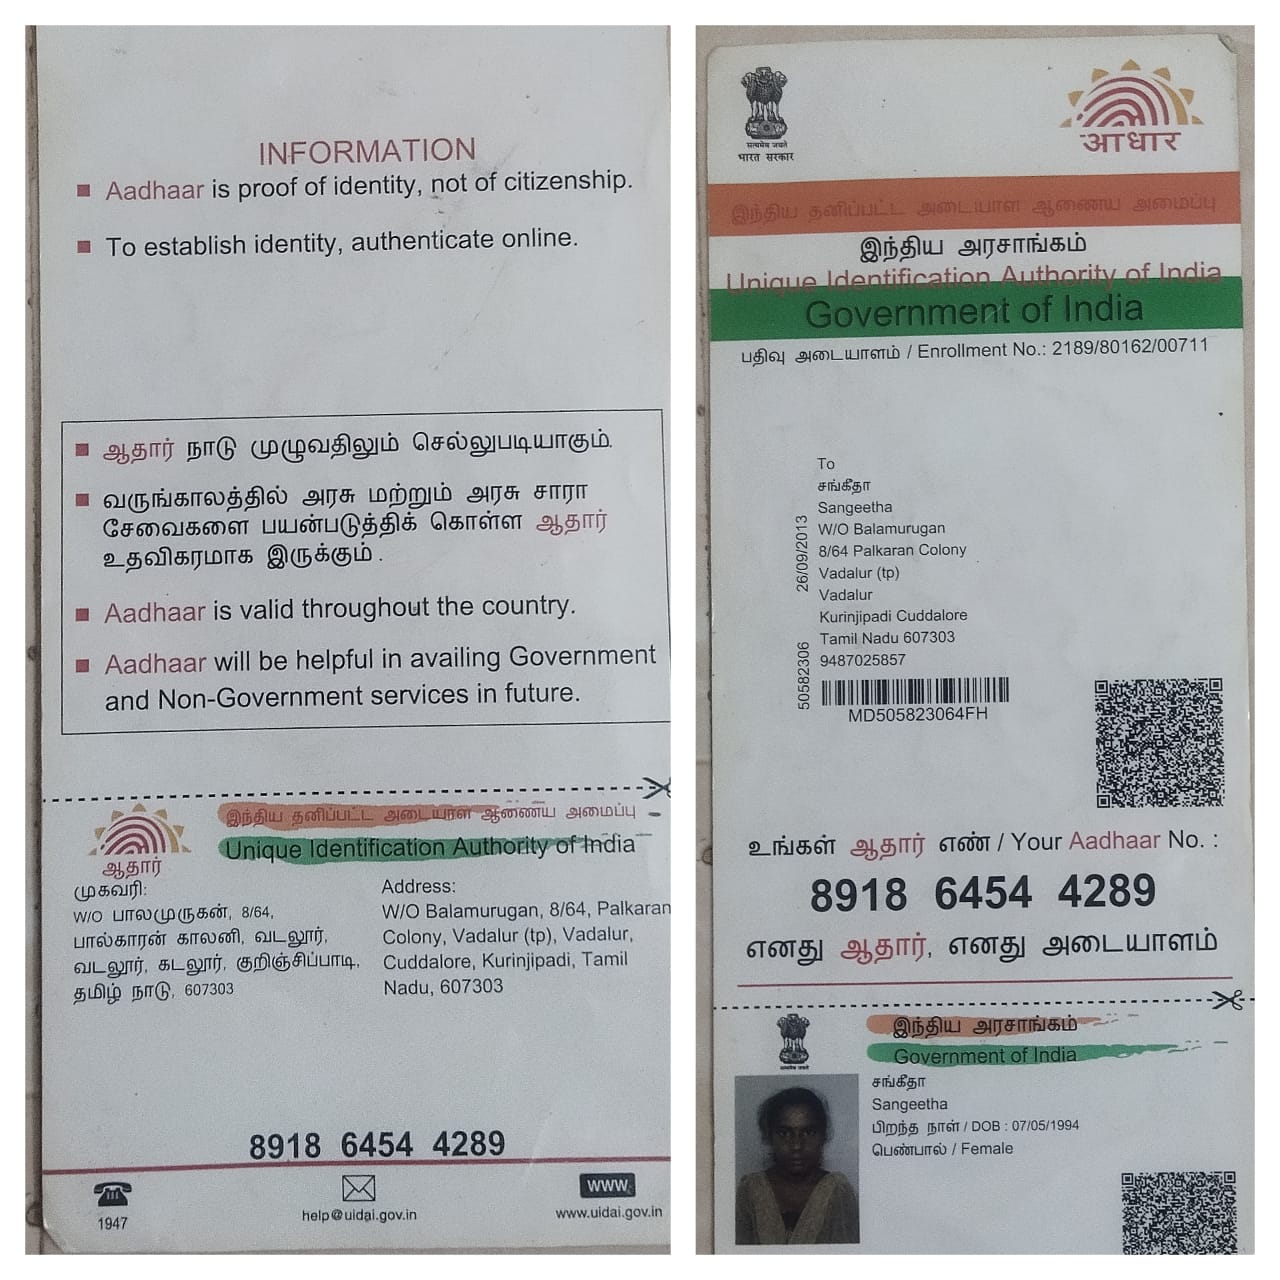 INFORMATION
Aadhaar is proof of identity, not of citizenship.
To establish identity, authenticate online.
ஆதார் நாடு முழுவதிலும் செல்லுபடியாகும்.
வருங்காலத்தில் அரசு மற்றும் அரசு சாரா
சேவைகளை பயன்படுத்திக் கொள்ள ஆதார்
உதவிகரமாக இருக்கும் .
Aadhaar is valid throughout the country.
Aadhaar will be helpful in availing Government
and Non-Government services in future.
இந்திய தனிப்பட்ட அடையாள ஆணைய அமைப்பு
Unique Identification Authority of India
ஆதார்
முகவரி:
W/O பாலமுருகன், 8/64,
பால்காரன் காலனி, வடலூர்,
வடலூர், கடலூர், குறிஞ்சிப்பாடி,
தமிழ் நாடு, 607303
Address:
W/O Balamurugan, 8/64, Palkaran
Colony, Vadalur (tp), Vadalur,
Cuddalore, Kurinjipadi, Tamil
Nadu, 607303
8918 6454 4289
1947
help@uidai.gov.in
www
www.uidai.gov.in
सत्यमेव जयते
भारत सरकार
आधार
இந்திய தனிப்பட்ட அடையாள ஆணைய அமைப்பு
இந்திய அரசாங்கம்
Unique Identification Authority of India
Government of India
பதிவு அடையாளம் / Enrollment No.: 2189/80162/00711
To
சங்கீதா
Sangeetha
W/O Balamurugan
8/64 Palkaran Colony
Vadalur (tp)
Vadalur
Kurinjipadi Cuddalore
Tamil Nadu 607303
9487025857
26/09/2013
50582306
MD505823064FH
உங்கள் ஆதார் எண் / Your Aadhaar No. :
8918 6454 4289
எனது ஆதார், எனது அடையாளம்
இந்திய அரசாங்கம்
Government of India
சங்கீதா
Sangeetha
பிறந்த நாள் / DOB : 07/05/1994
பெண்பால் / Female